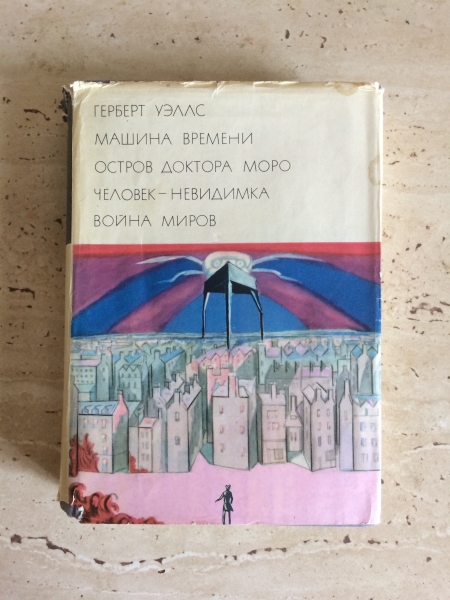 ГЕРБЕРТ УЭЛЛС
МАШИНА ВРЕМЕНИ
ОСТРОВ ДОКТОРА МОРО
ЧЕЛОВЕК-НЕВИДИМКА
ВОЙНА МИРОВ